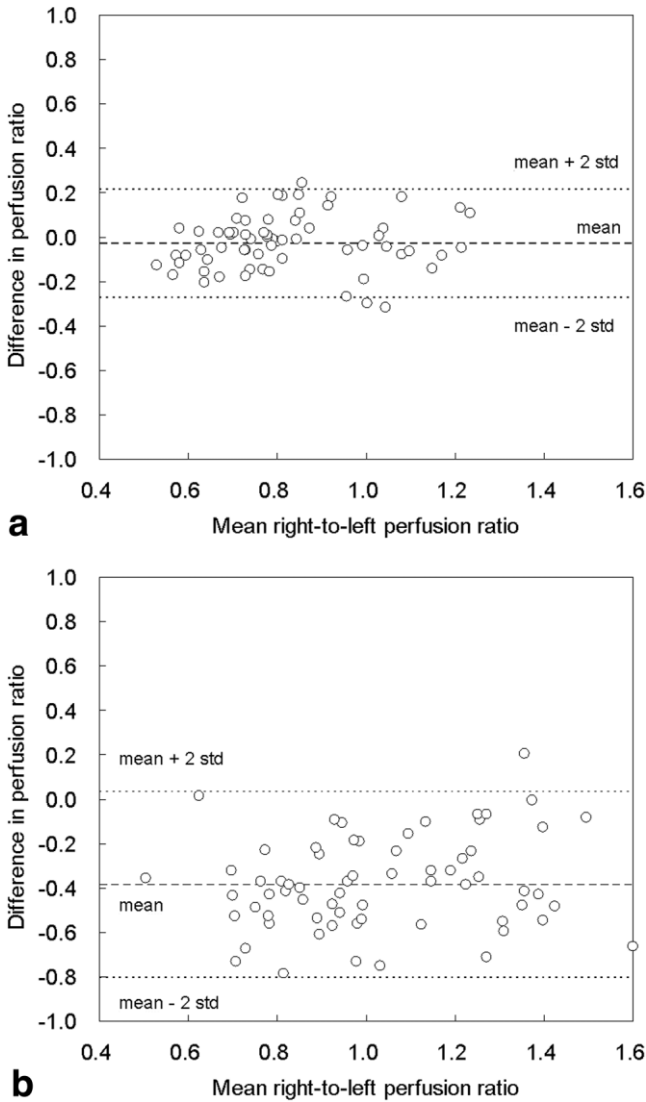 1.0
0.8
0.6
0.4
0.2
0.0
-0.2
-0.4
-0.6
-0.8
-1.0
Difference in perfusion ratio
mean + 2 std
mean
mean - 2 std
0.4 0.6 0.8 1.0 1.2 1.4 1.6
Mean right-to-left perfusion ratio
a
1.0
0.8
0.6
0.4
0.2
0.0
-0.2
-0.4
-0.6
-0.8
-1.0
Difference in perfusion ratio
mean + 2 std
mean
mean - 2 std
0.4 0.6 0.8 1.0 1.2 1.4 1.6
Mean right-to-left perfusion ratio
b